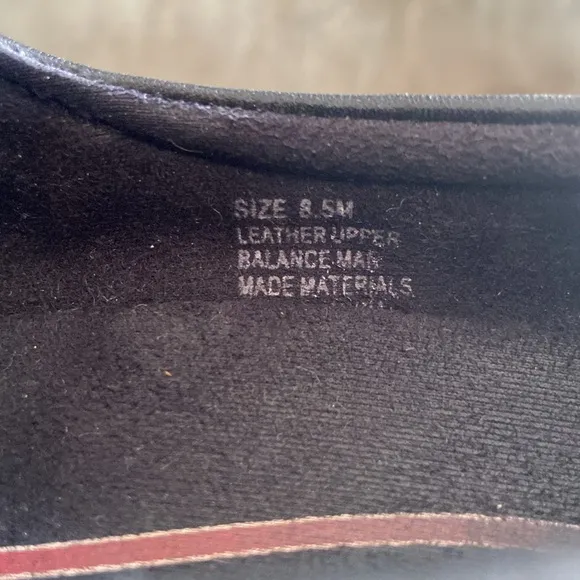 SIZE 8.5M
LEATHER UPPER
BALANCE MAN
MADE MATERIALS